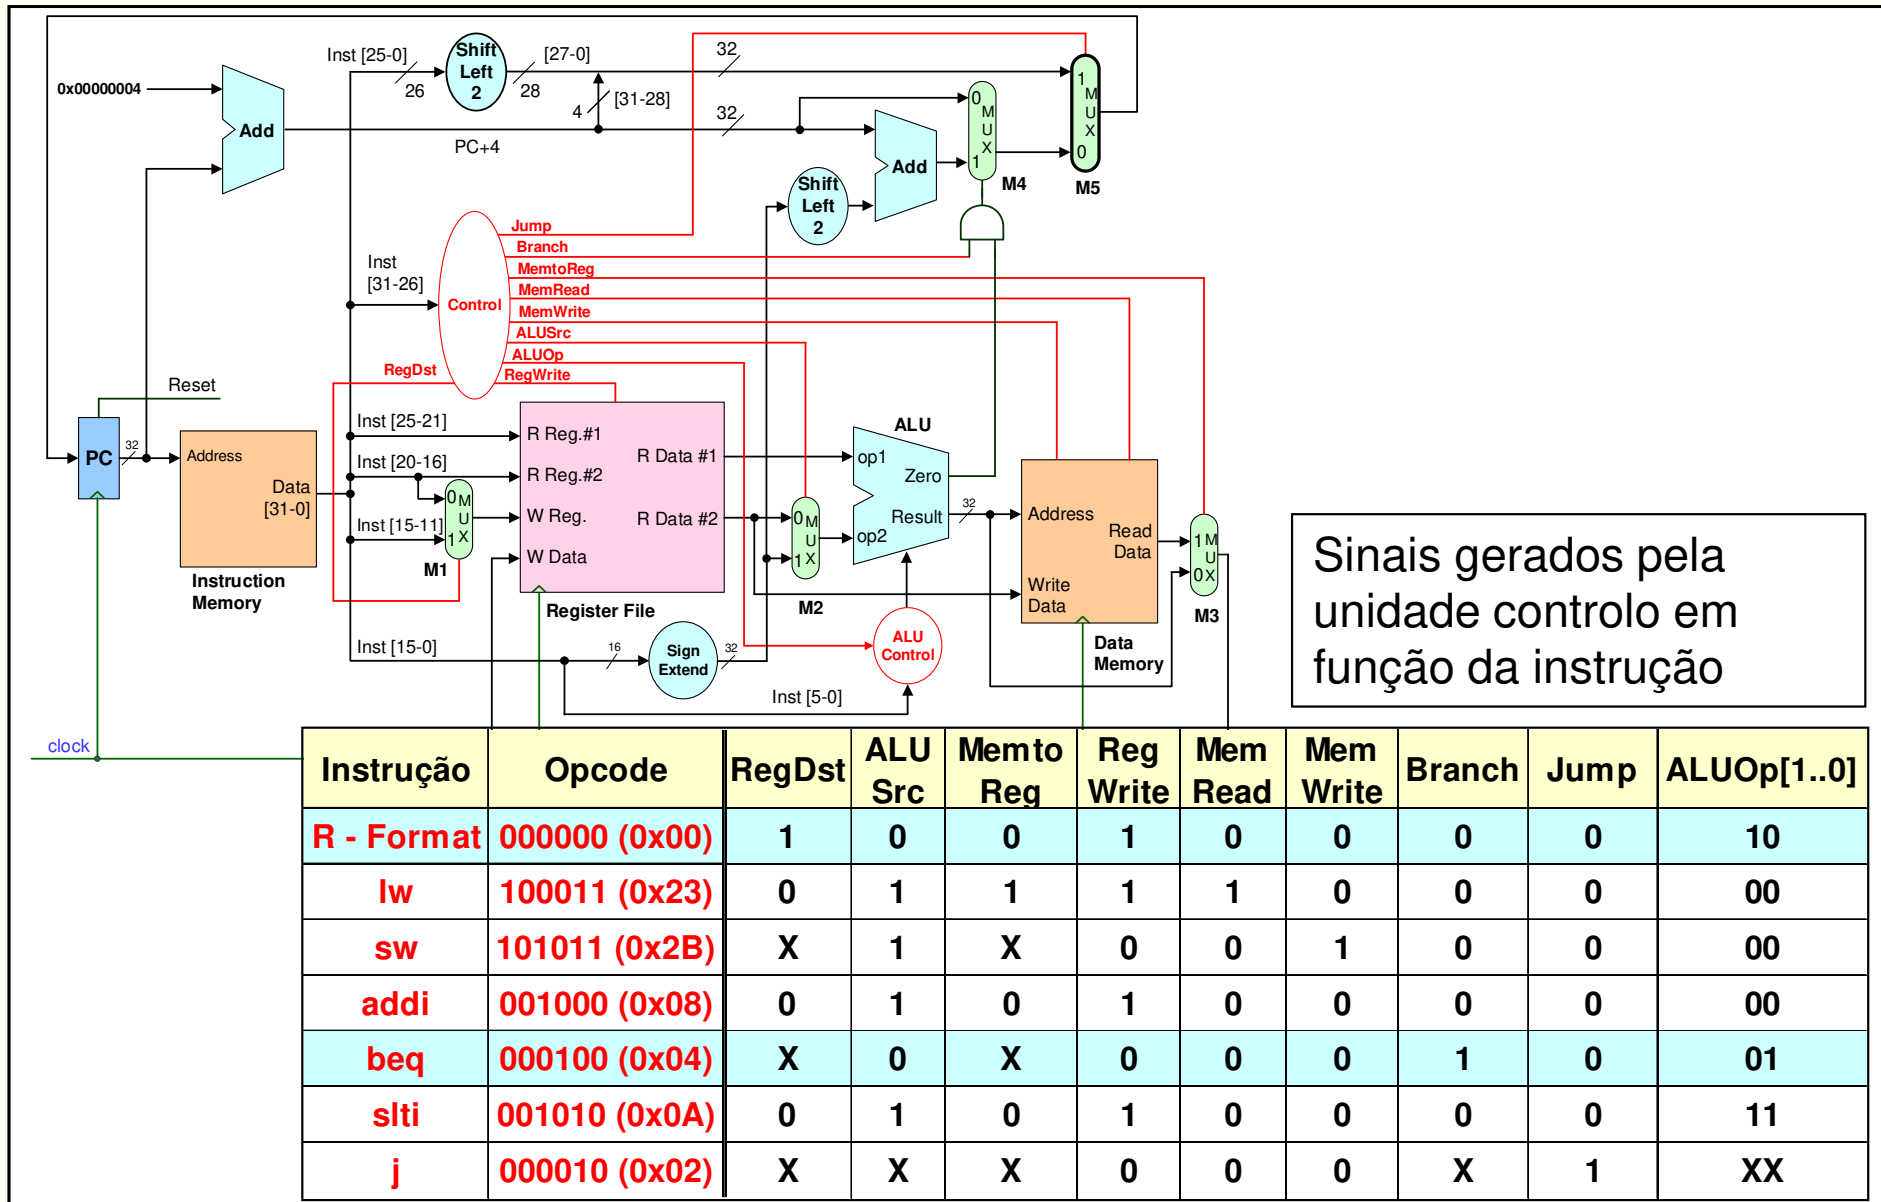 Inst [25-0]
Shift
Left
2
[27-0]
32
26
28
4
[31-28]
0x00000004
Add
PC+4
32
Shift
Left
2
Add
0
M
U
X
1
M4
1
M
U
X
0
M5
Inst
[31-26]
Control
Jump
Branch
MemtoReg
MemRead
MemWrite
ALUSrc
ALUOp
RegWrite
RegDst
Reset
PC
32
Address
Data
[31-0]
Instruction
Memory
Inst [25-21]
Inst [20-16]
Inst [15-11]
0
M
U
X
1
M1
R Reg.#1
R Reg.#2
W Reg.
W Data
R Data #1
R Data #2
Register File
0
M
U
X
1
M2
ALU
op1
op2
Zero
Result
32
Address
Read
Data
Write
Data
Data
Memory
1
M
U
X
0
M3
Inst [15-0]
16
Sign
Extend
32
ALU
Control
Inst [5-0]
clock
Sinais gerados pela
unidade controlo em
função da instrução
Instrução Opcode RegDst ALU Src Memto Reg Reg Write Mem Read Mem Write Branch Jump ALUOp[1..0]
R - Format 000000 (0x00) 1 0 0 1 0 0 0 0 10
lw 100011 (0x23) 0 1 1 1 1 0 0 0 00
sw 101011 (0x2B) X 1 X 0 0 1 0 0 00
addi 001000 (0x08) 0 1 0 1 0 0 0 0 00
beq 000100 (0x04) X 0 X 0 0 0 1 0 01
slti 001010 (0x0A) 0 1 0 1 0 0 0 0 11
j 000010 (0x02) X X X 0 0 0 X 1 XX